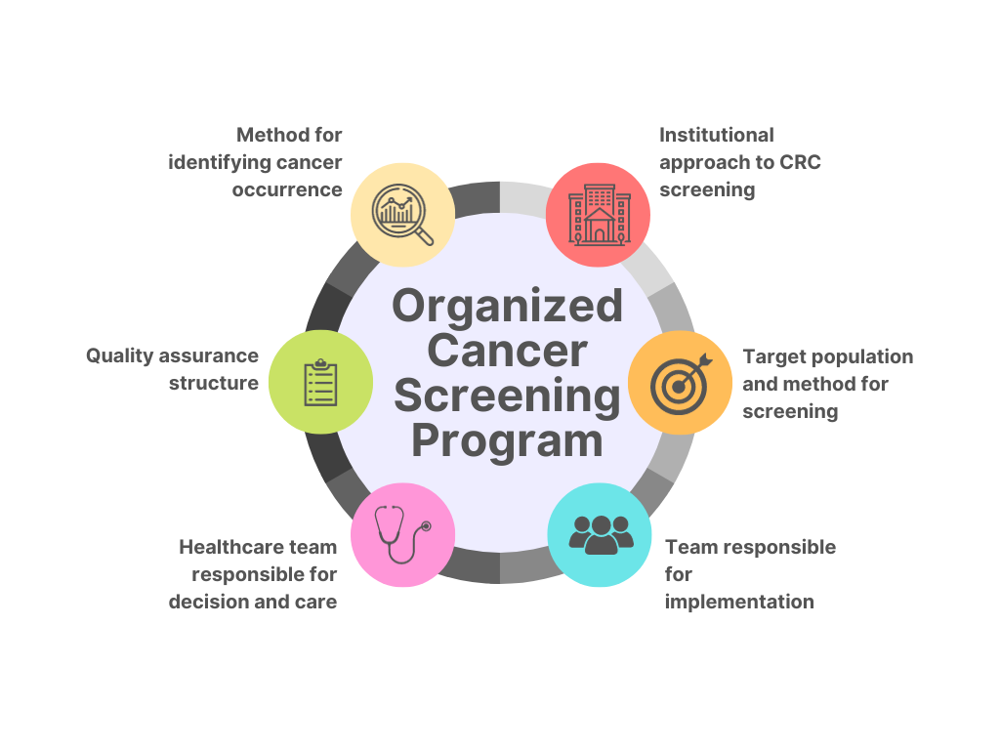 Organized
Cancer
Screening
Program
Institutional
approach to CRC
screening
Target population
and method for
screening
Team responsible
for
implementation
Healthcare team
responsible for
decision and care
Quality assurance
structure
Method for
identifying cancer
occurrence